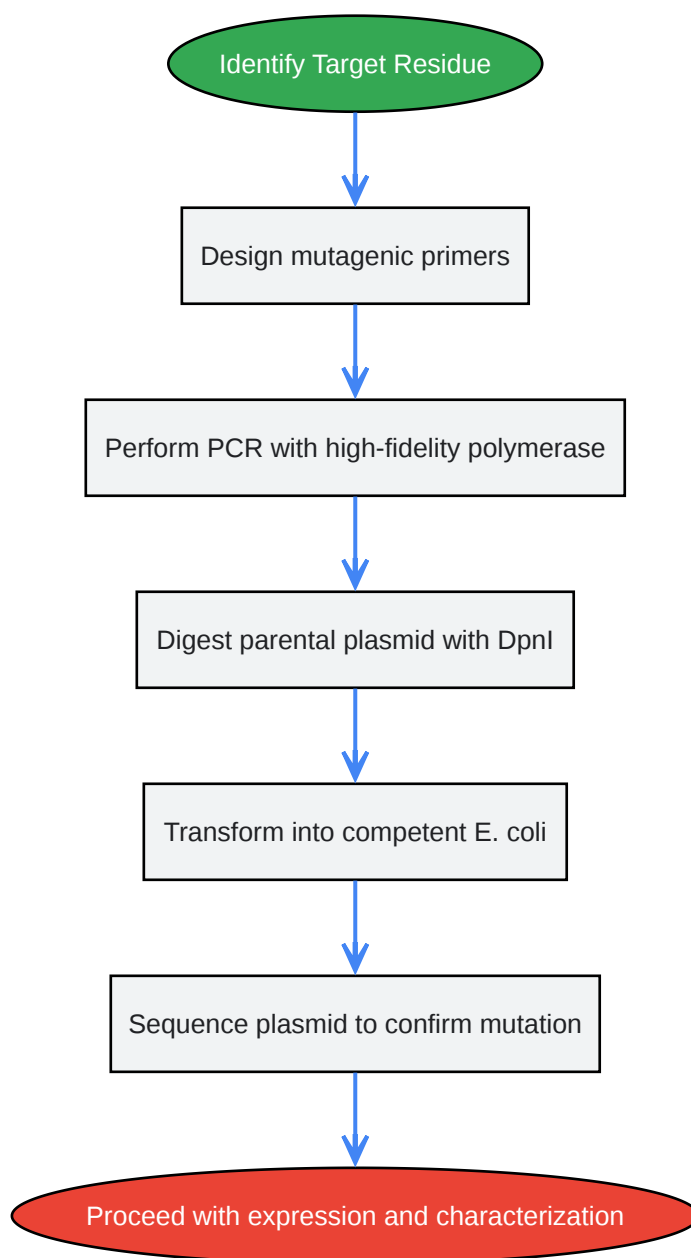 Identify Target Residue
Design mutagenic primers
Perform PCR with high-fidelity polymerase
Digest parental plasmid with DpnI
Transform into competent E. coli
Sequence plasmid to confirm mutation
Proceed with expression and characterization